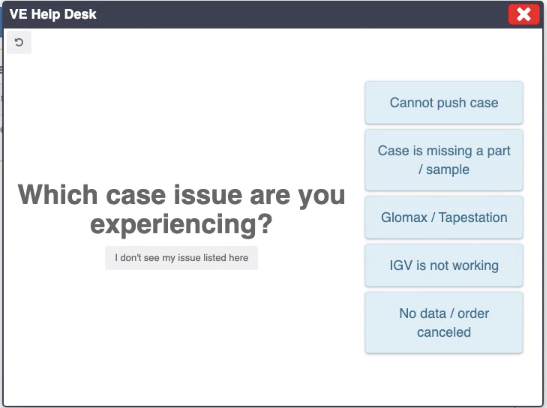 VE Help Desk
Which case issue are you
experiencing?
I don't see my issue listed here
Cannot push case
Case is missing a part
/ sample
Glomax / Tapestation
IGV is not working
No data / order
canceled